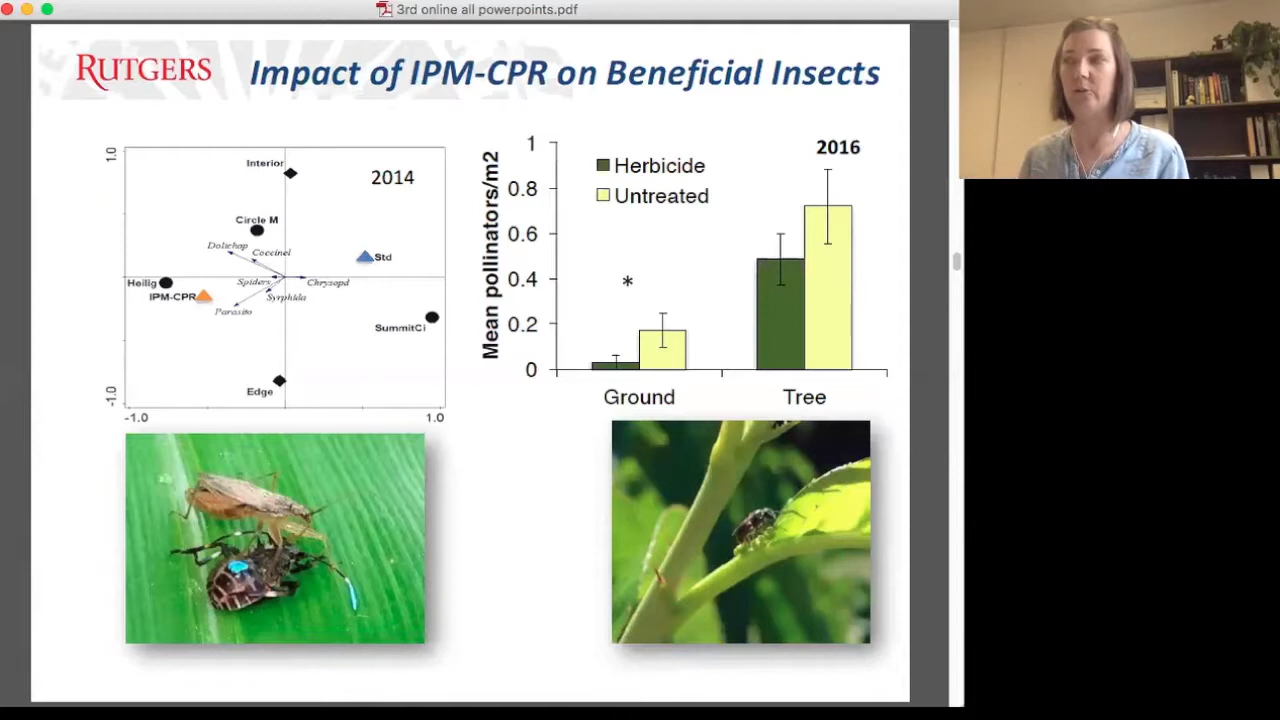 3rd online all powerpoints.pdf
RUTGERS
Impact of IPM-CPR on Beneficial Insects
1.0
Interior
2014
Circle M
Dolichop
Coccinel
Std
Spiders
Chrysopd
Heilig
IPM-CPR
Syrphida
Parasito
SummitCi
Edge
-1.0
-1.0
1.0
Mean pollinators/m2
1
0.8
0.6
0.4
0.2
0
Herbicide
Untreated
2016
*
Ground
Tree